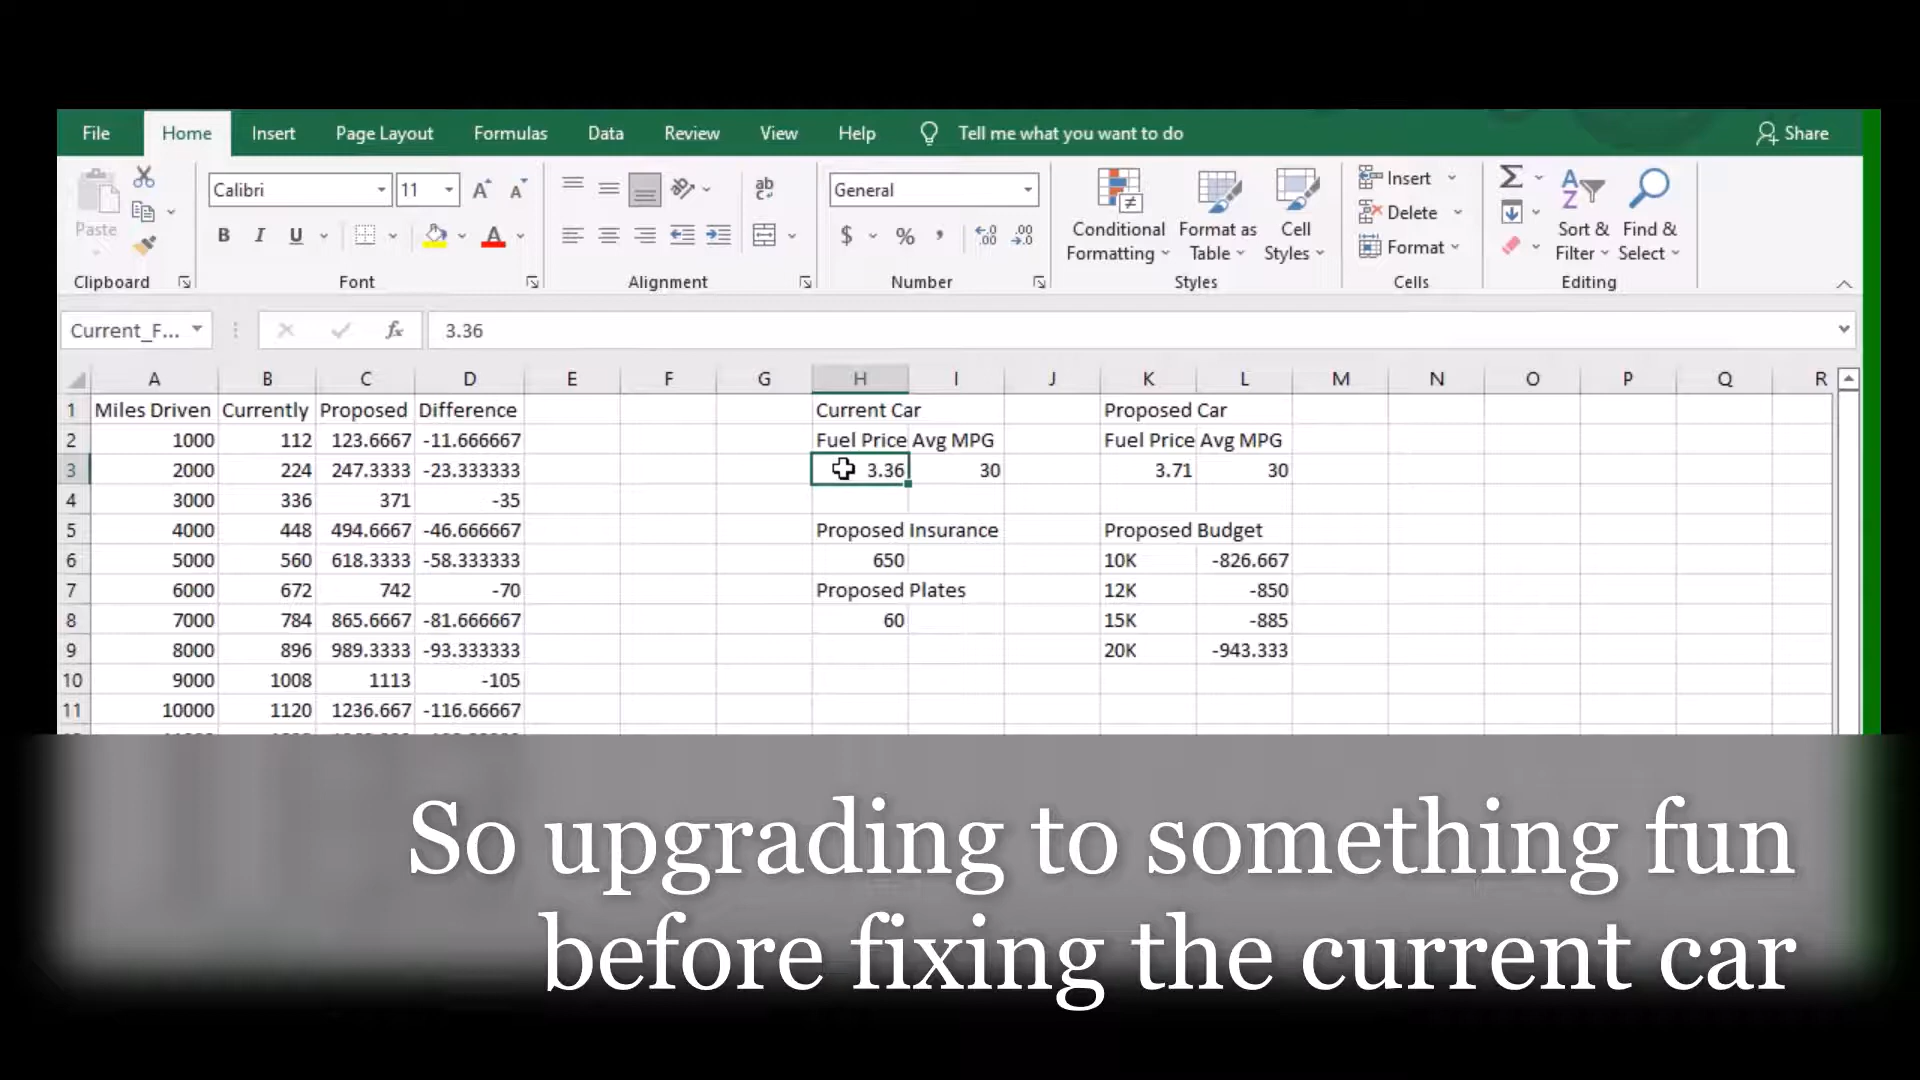 File Home Insert Page Layout Formulas Data Review View Help Tell me what you want to do Share
Calibri 11 General
Paste
B I U $ %
Conditional Formatting Format as Table Cell Styles
Insert
Delete
Format
Sort & Filter Find & Select
Clipboard Font Alignment Number Styles Cells Editing
Current_F... fx 3.36
A B C D E F G H I J K L M N O P Q R
1 Miles Driven Currently Proposed Difference Current Car Proposed Car
2 1000 112 123.6667 -11.666667 Fuel Price Avg MPG Fuel Price Avg MPG
3 2000 224 247.3333 -23.333333 3.36 30 3.71 30
4 3000 336 371 -35
5 4000 448 494.6667 -46.666667 Proposed Insurance Proposed Budget
6 5000 560 618.3333 -58.333333 650 10K -826.667
7 6000 672 742 -70 Proposed Plates 12K -850
8 7000 784 865.6667 -81.666667 60 15K -885
9 8000 896 989.3333 -93.333333 20K -943.333
10 9000 1008 1113 -105
11 10000 1120 1236.667 -116.66667
So upgrading to something fun
before fixing the current car